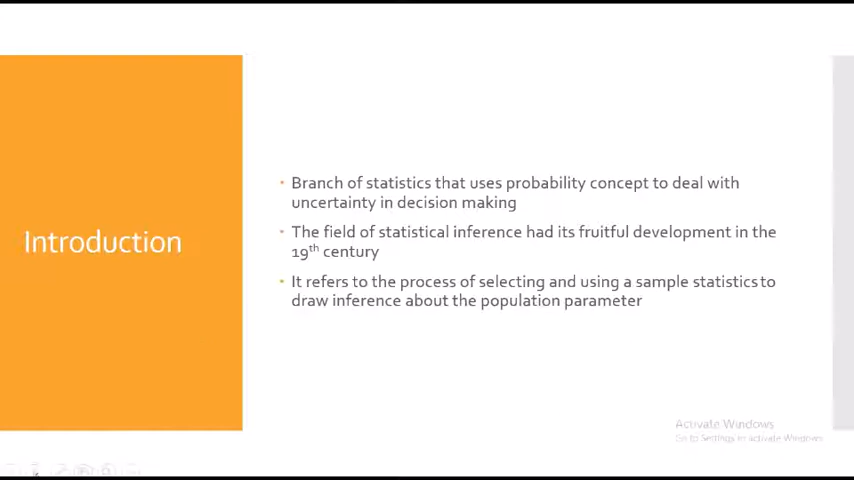 Introduction
• Branch of statistics that uses probability concept to deal with
uncertainty in decision making
• The field of statistical inference had its fruitful development in the
19th century
• It refers to the process of selecting and using a sample statistics to
draw inference about the population parameter
Activate Windows
Go to Settings to activate Windows